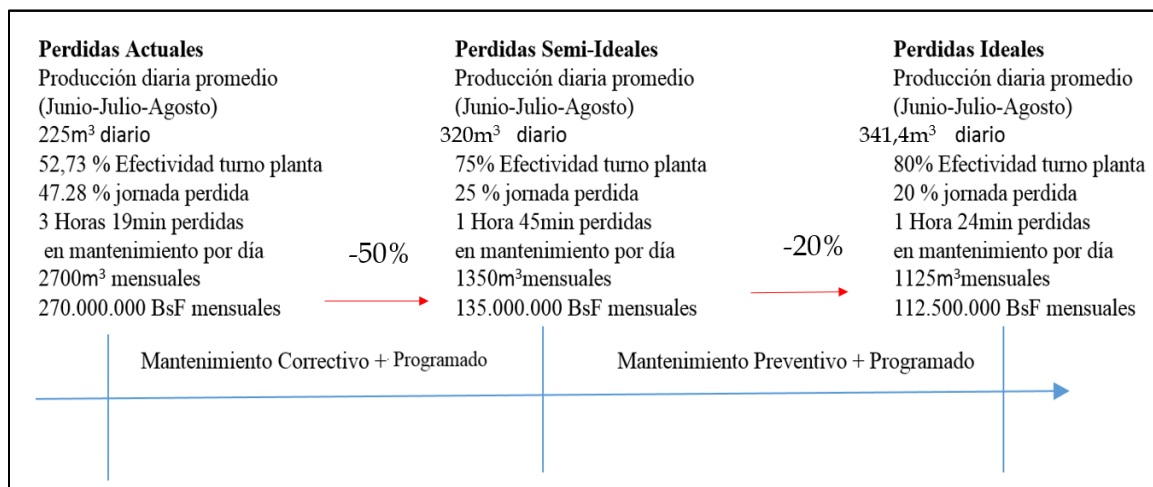 Perdidas Actuales
Producción diaria promedio
(Junio-Julio-Agosto)
225m³ diario
52,73 % Efectividad turno planta
47.28 % jornada perdida
3 Horas 19min perdidas
en mantenimiento por día
2700m³ mensuales
270.000.000 BsF mensuales
-50%
Perdidas Semi-Ideales
Producción diaria promedio
(Junio-Julio-Agosto)
320m³ diario
75% Efectividad turno planta
25 % jornada perdida
1 Hora 45min perdidas
en mantenimiento por día
1350m³mensuales
135.000.000 BsF mensuales
-20%
Perdidas Ideales
Producción diaria promedio
(Junio-Julio-Agosto)
341,4m³ diario
80% Efectividad turno planta
20 % jornada perdida
1 Hora 24min perdidas
en mantenimiento por día
1125m³mensuales
112.500.000 BsF mensuales
Mantenimiento Correctivo + Programado
Mantenimiento Preventivo + Programado